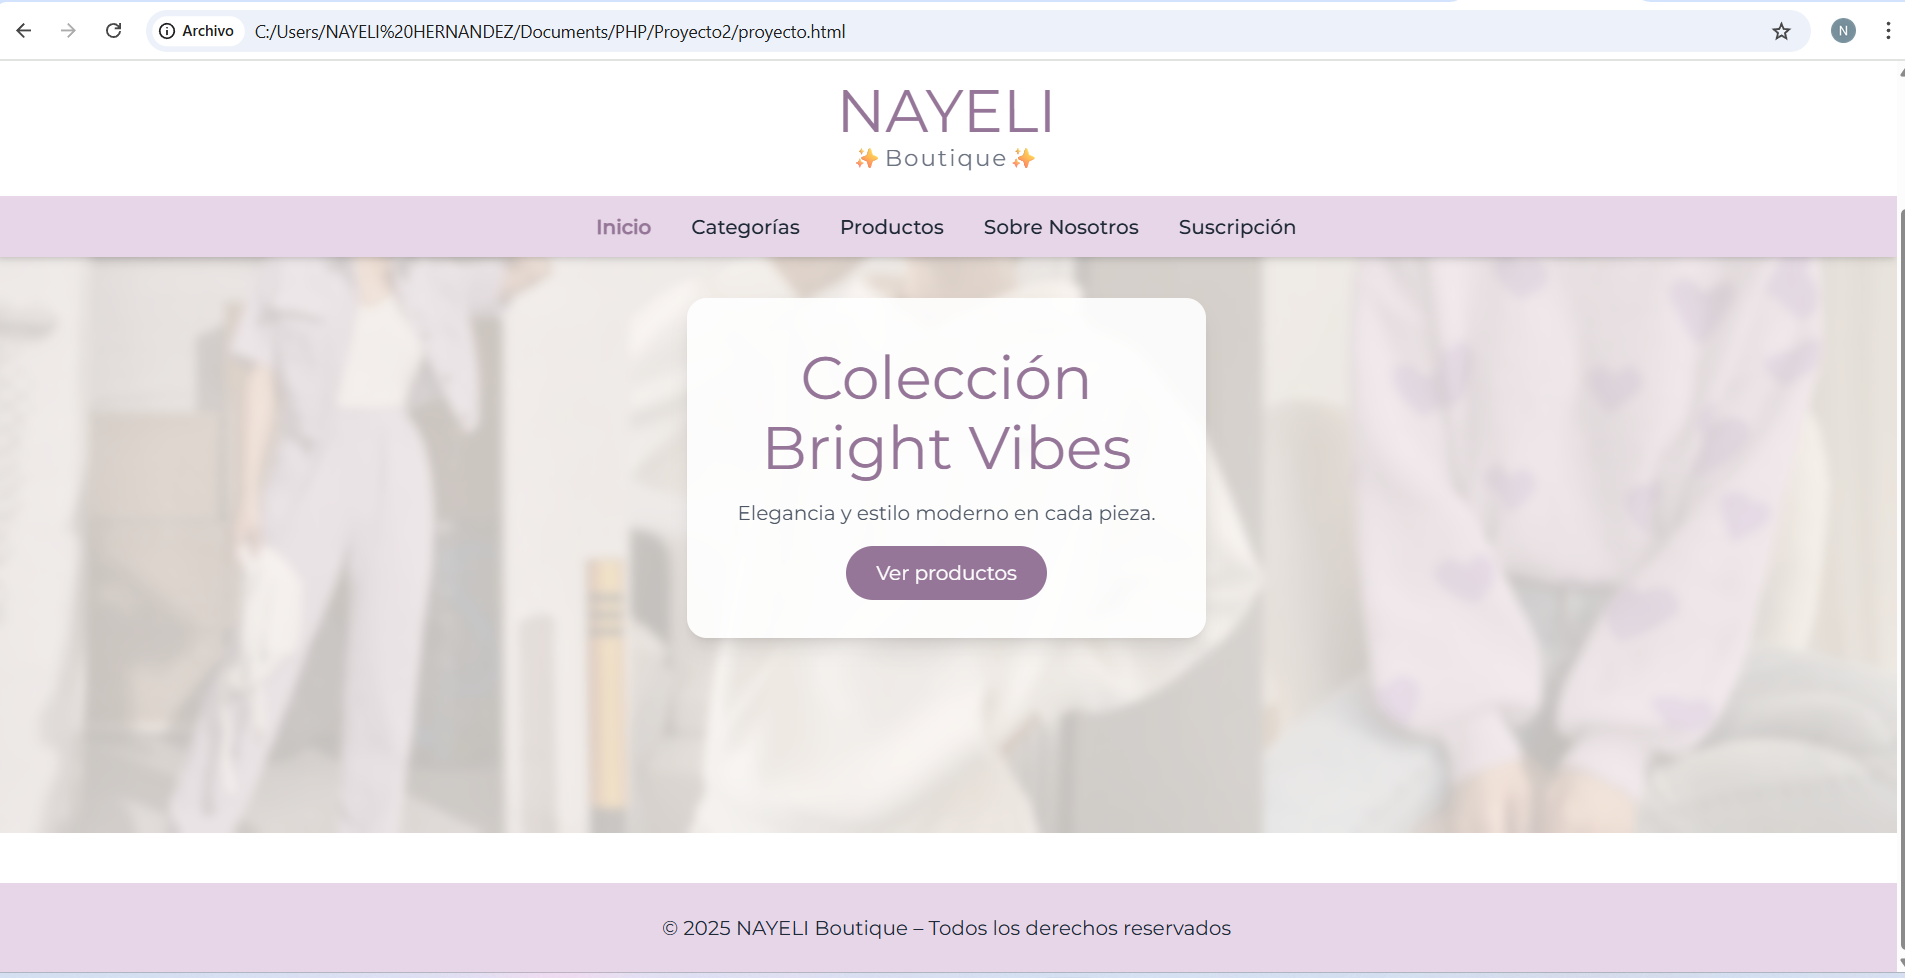 Archivo C:/Users/NAYELI%20HERNANDEZ/Documents/PHP/Proyecto2/proyecto.html N
NAYELI
✨ Boutique ✨
Inicio Categorías Productos Sobre Nosotros Suscripción
Colección
Bright Vibes
Elegancia y estilo moderno en cada pieza.
Ver productos
© 2025 NAYELI Boutique – Todos los derechos reservados